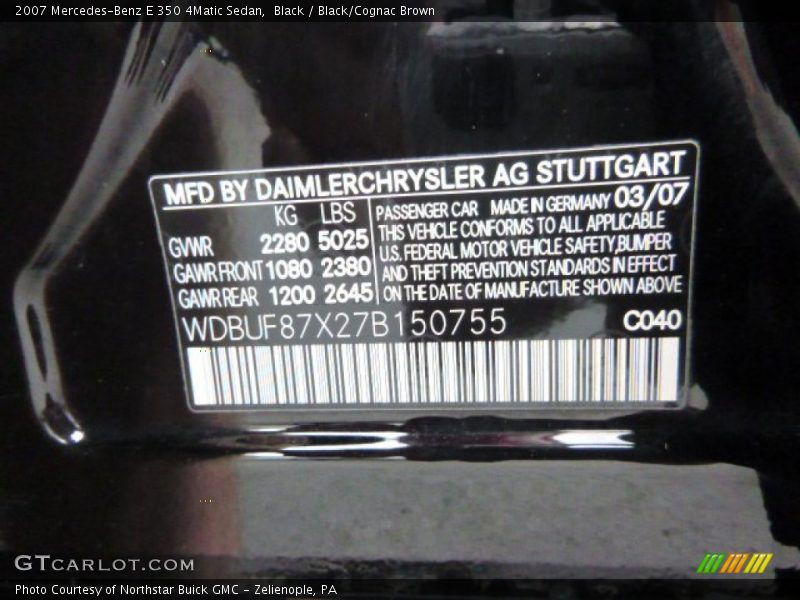 2007 Mercedes-Benz E 350 4Matic Sedan,  Black / Black/Cognac Brown
MFD BY DAIMLERCHRYSLER AG STUTTGART
KG LBS
GVWR 2280 5025
GAWR FRONT 1080 2380
GAWR REAR 1200 2645
PASSENGER CAR MADE IN GERMANY 03/07
THIS VEHICLE CONFORMS TO ALL APPLICABLE
U.S. FEDERAL MOTOR VEHICLE SAFETY,BUMPER
AND THEFT PREVENTION STANDARDS IN EFFECT
ON THE DATE OF MANUFACTURE SHOWN ABOVE
WDBUF87X27B150755 C040
GTCARLOT.COM
Photo Courtesy of Northstar Buick GMC - Zelienople, PA